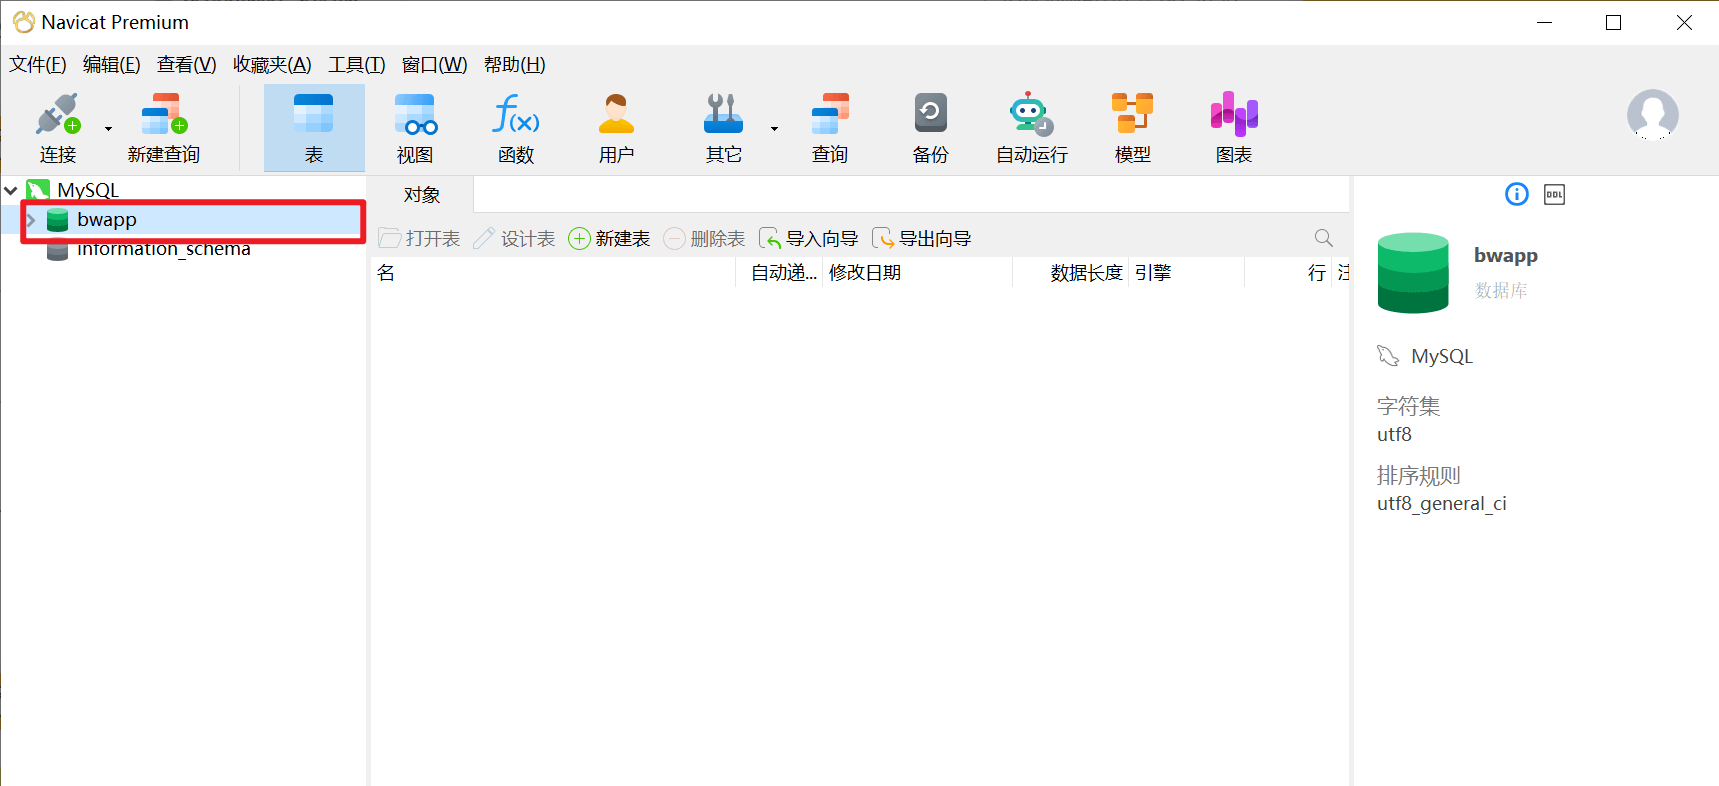 Navicat Premium
文件(F) 编辑(E) 查看(V) 收藏夹(A) 工具(T) 窗口(W) 帮助(H)
连接 新建查询 表 视图 函数 用户 其它 查询 备份 自动运行 模型 图表
MySQL
bwapp
information_schema
对象
打开表 设计表 新建表 删除表 导入向导 导出向导
名 自动递... 修改日期 数据长度 引擎 行 注
DDL
bwapp
数据库
MySQL
字符集
utf8
排序规则
utf8_general_ci